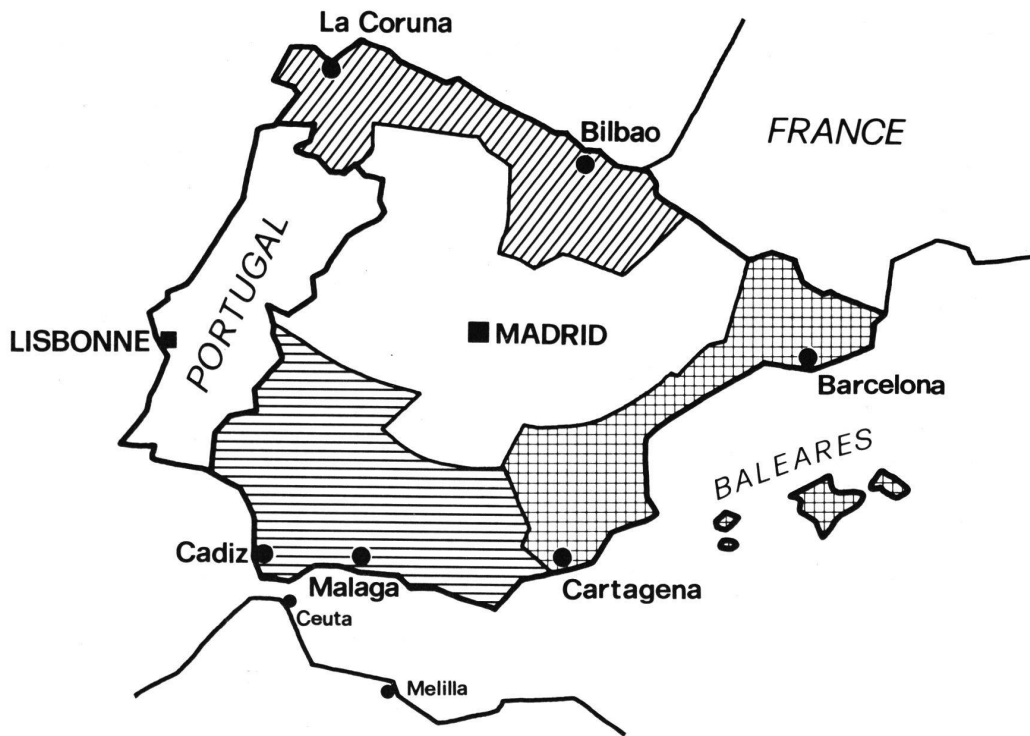 La Coruna
Bilbao
FRANCE
PORTUGAL
LISBONNE
MADRID
Barcelona
BALEARES
Cadiz
Malaga
Cartagena
Ceuta
Melilla